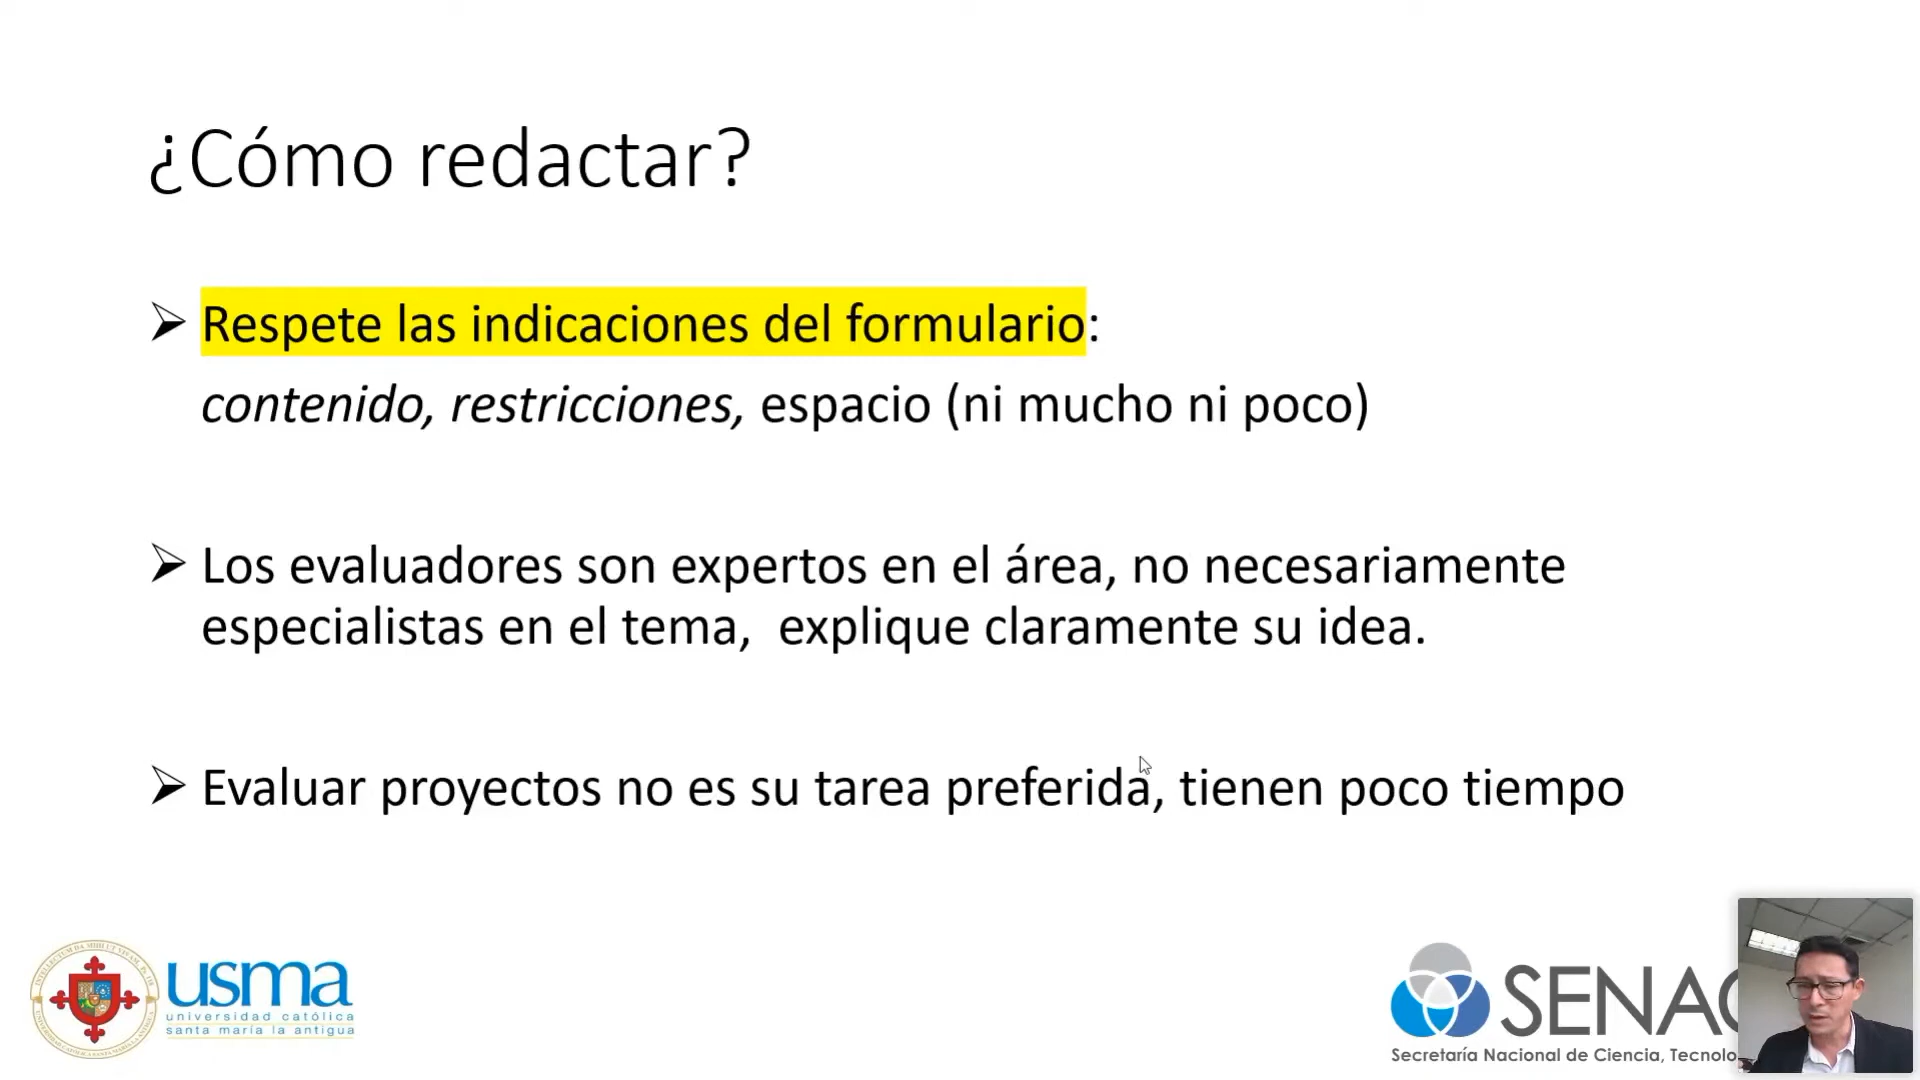 ¿Cómo redactar?
➢ Respete las indicaciones del formulario:
contenido, restricciones, espacio (ni mucho ni poco)
➢ Los evaluadores son expertos en el área, no necesariamente
especialistas en el tema,  explique claramente su idea.
➢ Evaluar proyectos no es su tarea preferida, tienen poco tiempo
usma
universidad católica
santa maría la antigua
SENAC
Secretaría Nacional de Ciencia, Tecnolo